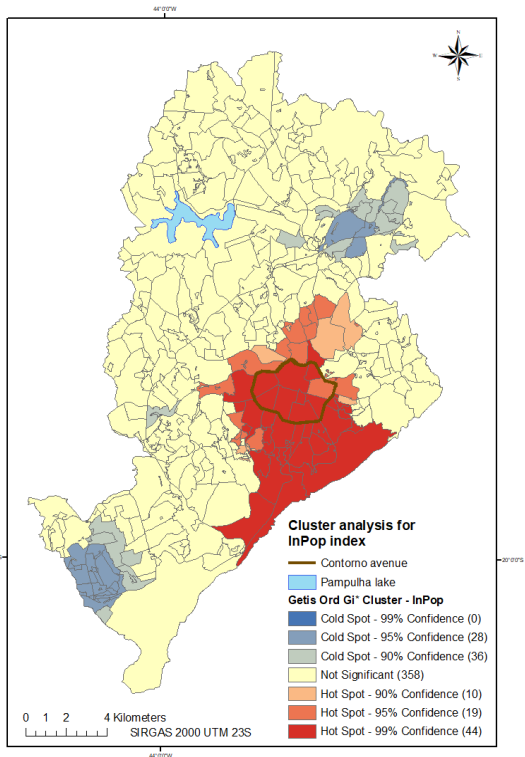 44°0'0"W
N
W
E
S
Cluster analysis for
InPop index
Contorno avenue
Pampulha lake
Getis Ord Gi* Cluster - InPop
Cold Spot - 99% Confidence (0)
Cold Spot - 95% Confidence (28)
Cold Spot - 90% Confidence (36)
Not Significant (358)
Hot Spot - 90% Confidence (10)
Hot Spot - 95% Confidence (19)
Hot Spot - 99% Confidence (44)
20°0'0"S
0 1 2 4 Kilometers
SIRGAS 2000 UTM 23S
44°0'0"W